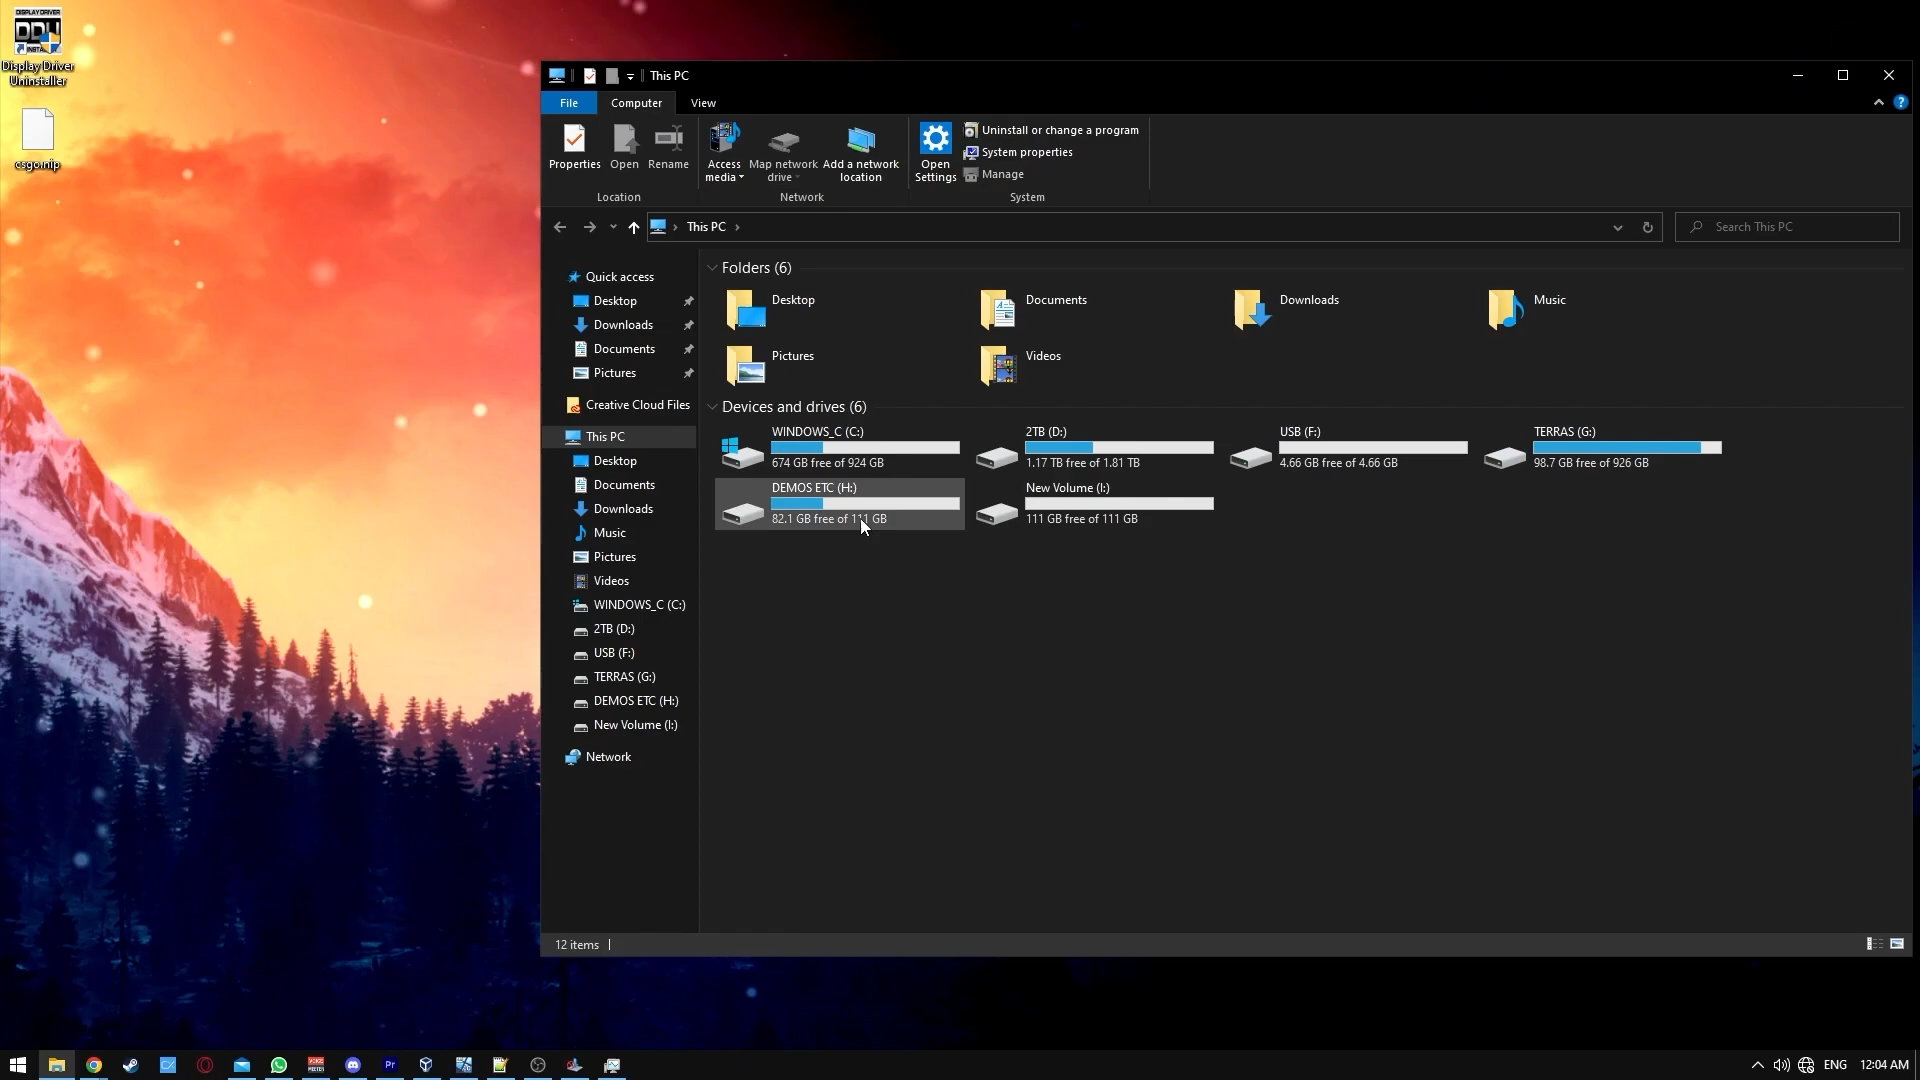 DISPLAY DRIVER
DDU
Display Driver
Uninstaller
csgo.nip
This PC
File
Computer
View
Properties
Open
Rename
Access
media
Map network
drive
Add a network
location
Open
Settings
Uninstall or change a program
System properties
Manage
Location
Network
System
This PC
Search This PC
Quick access
Desktop
Downloads
Documents
Pictures
Creative Cloud Files
This PC
Desktop
Documents
Downloads
Music
Pictures
Videos
WINDOWS_C (C:)
2TB (D:)
USB (F:)
TERRAS (G:)
DEMOS ETC (H:)
New Volume (I:)
Network
Folders (6)
Desktop
Documents
Downloads
Music
Pictures
Videos
Devices and drives (6)
WINDOWS_C (C:)
674 GB free of 924 GB
2TB (D:)
1.17 TB free of 1.81 TB
USB (F:)
4.66 GB free of 4.66 GB
TERRAS (G:)
98.7 GB free of 926 GB
DEMOS ETC (H:)
82.1 GB free of 111 GB
New Volume (I:)
111 GB free of 111 GB
12 items
Pr
ENG
12:04 AM